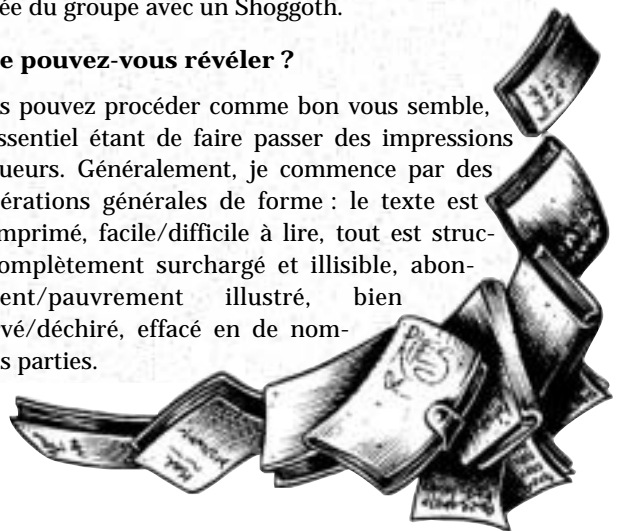 ée du groupe avec un Shoggoth.
e pouvez-vous révéler ?
s pouvez procéder comme bon vous semble,
ssentiel étant de faire passer des impressions
ueurs. Généralement, je commence par des
érations générales de forme : le texte est
mprimé, facile/difficile à lire, tout est struc-
omplètement surchargé et illisible, abon-
ent/pauvrement illustré, bien
vé/déchiré, effacé en de nom-
s parties.